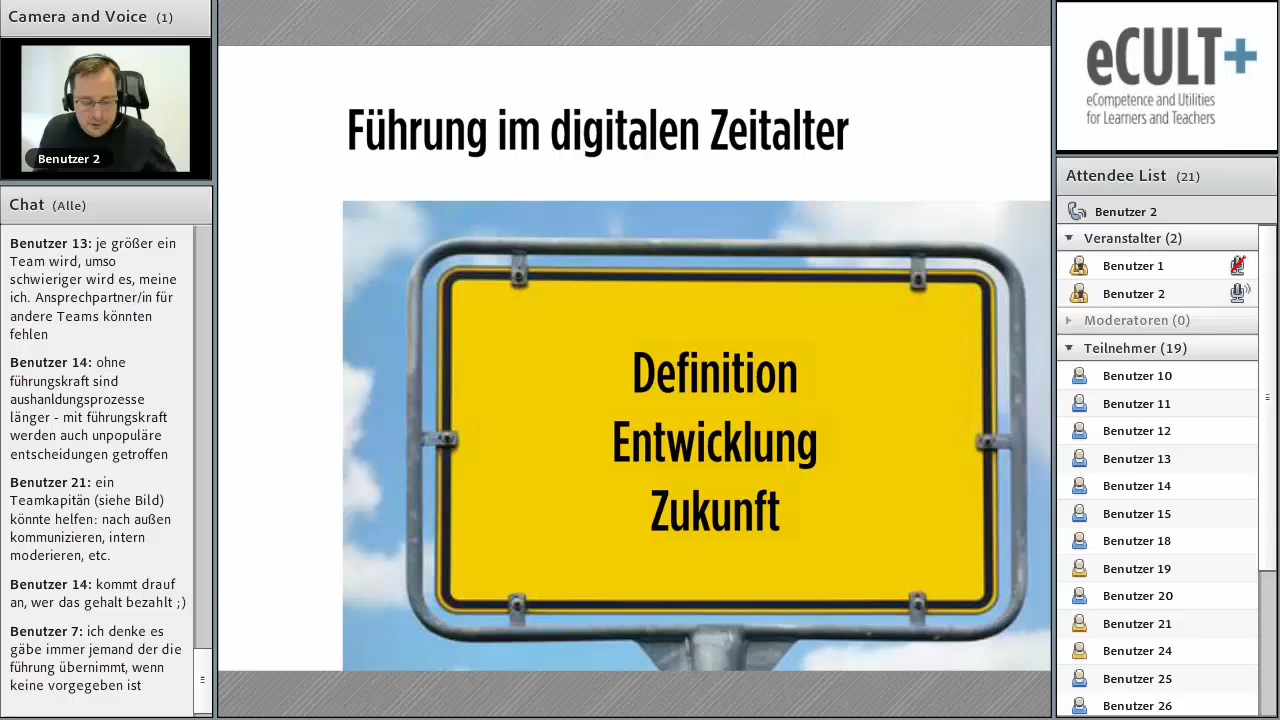 Camera and Voice (1)
Benutzer 2
Chat (Alle)
Benutzer 13: je größer ein
Team wird, umso
schwieriger wird es, meine
ich. Ansprechpartner/in für
andere Teams könnten
fehlen
Benutzer 14: ohne
führungskraft sind
aushanldungsprozesse
länger - mit führungskraft
werden auch unpopuläre
entscheidungen getroffen
Benutzer 21: ein
Teamkapitän (siehe Bild)
könnte helfen: nach außen
kommunizieren, intern
moderieren, etc.
Benutzer 14: kommt drauf
an, wer das gehalt bezahlt ;)
Benutzer 7: ich denke es
gäbe immer jemand der die
führung übernimmt, wenn
keine vorgegeben ist
Führung im digitalen Zeitalter
Definition
Entwicklung
Zukunft
eCULT+
eCompetence and Utilities
for Learners and Teachers
Attendee List (21)
Benutzer 2
Veranstalter (2)
Benutzer 1
Benutzer 2
Moderatoren (0)
Teilnehmer (19)
Benutzer 10
Benutzer 11
Benutzer 12
Benutzer 13
Benutzer 14
Benutzer 15
Benutzer 18
Benutzer 19
Benutzer 20
Benutzer 21
Benutzer 24
Benutzer 25
Benutzer 26